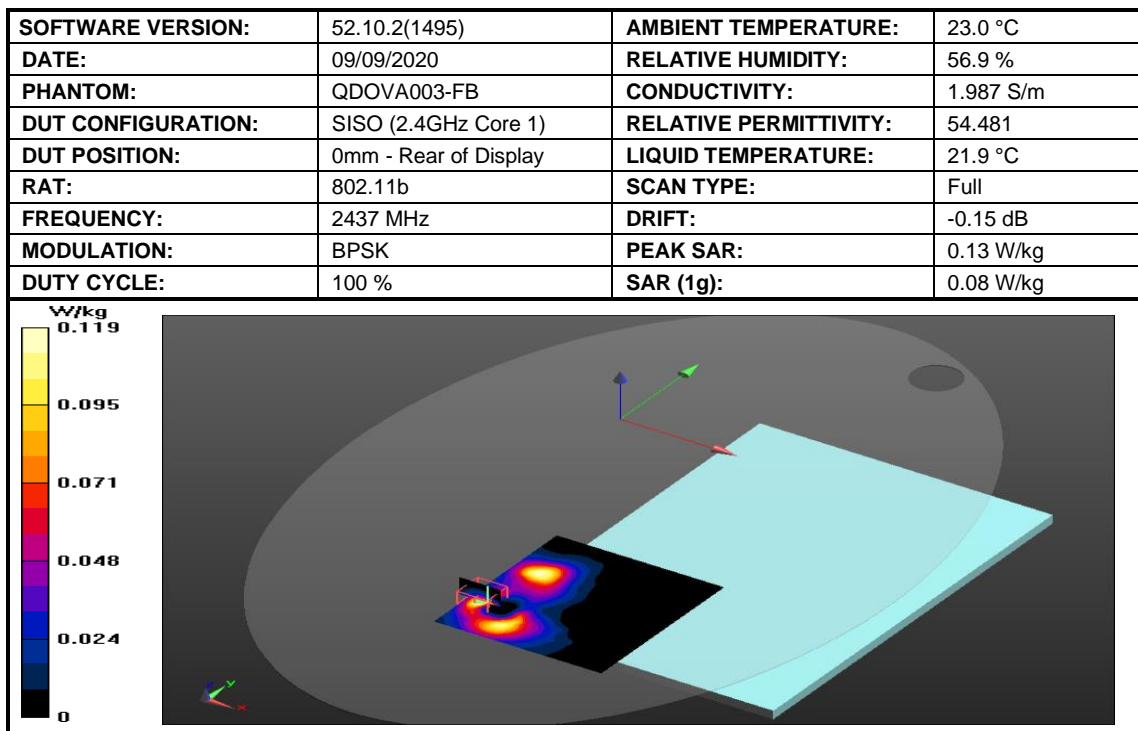 SOFTWARE VERSION: 52.10.2(1495) AMBIENT TEMPERATURE: 23.0 °C
DATE: 09/09/2020 RELATIVE HUMIDITY: 56.9 %
PHANTOM: QDOVA003-FB CONDUCTIVITY: 1.987 S/m
DUT CONFIGURATION: SISO (2.4GHz Core 1) RELATIVE PERMITTIVITY: 54.481
DUT POSITION: 0mm - Rear of Display LIQUID TEMPERATURE: 21.9 °C
RAT: 802.11b SCAN TYPE: Full
FREQUENCY: 2437 MHz DRIFT: -0.15 dB
MODULATION: BPSK PEAK SAR: 0.13 W/kg
DUTY CYCLE: 100 % SAR (1g): 0.08 W/kg
W/kg
0.119
0.095
0.071
0.048
0.024
0
z
y
x